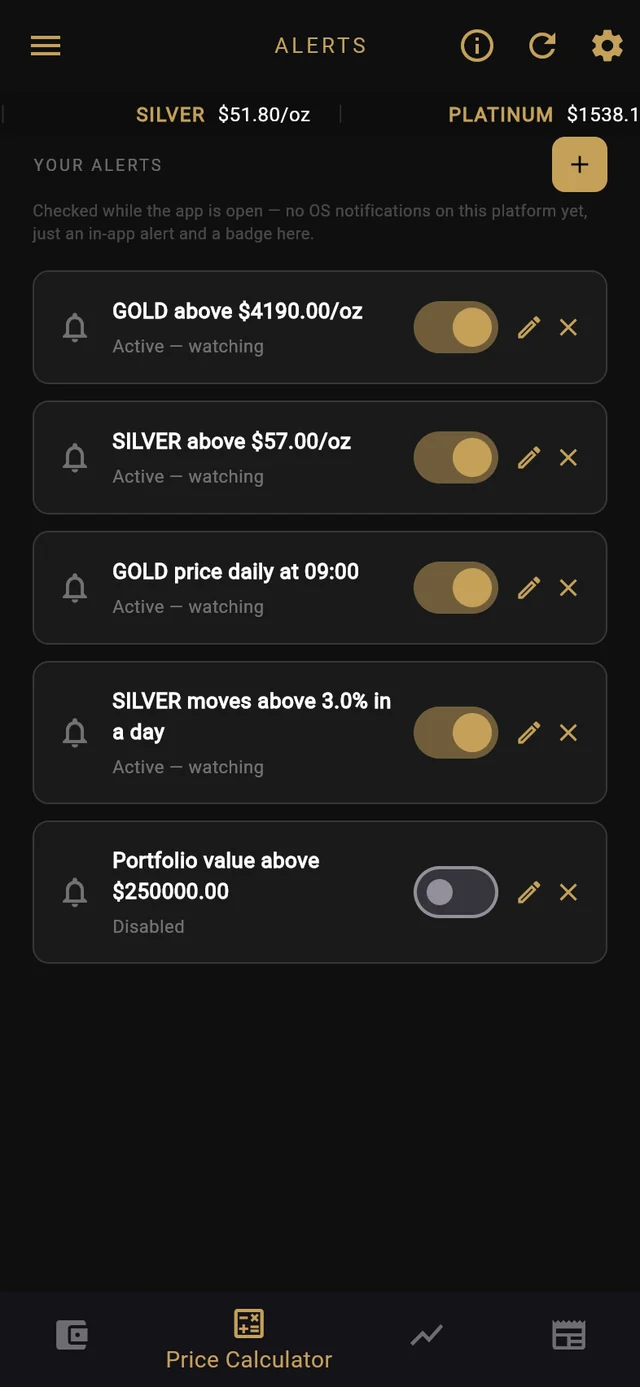 ALERTS
SILVER $51.80/oz PLATINUM $1538.1
YOUR ALERTS
Checked while the app is open — no OS notifications on this platform yet,
just an in-app alert and a badge here.
GOLD above $4190.00/oz
Active — watching
SILVER above $57.00/oz
Active — watching
GOLD price daily at 09:00
Active — watching
SILVER moves above 3.0% in
a day
Active — watching
Portfolio value above
$250000.00
Disabled
Price Calculator